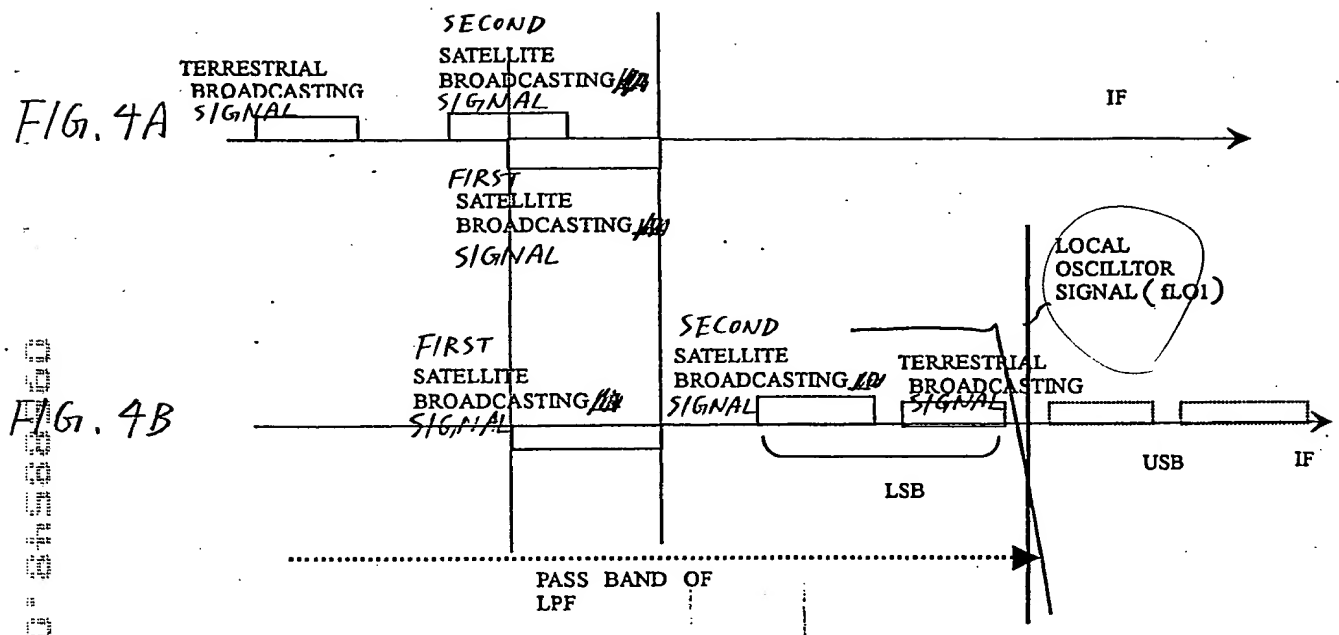 FIG. 4A
TERRESTRIAL
BROADCASTING
SIGNAL
SECOND
SATELLITE
BROADCASTING
SIGNAL
IF
FIRST
SATELLITE
BROADCASTING
SIGNAL
LOCAL
OSCILLTOR
SIGNAL (fLO1)
FIG. 4B
FIRST
SATELLITE
BROADCASTING
SIGNAL
SECOND
SATELLITE
BROADCASTING
SIGNAL
TERRESTRIAL
BROADCASTING
SIGNAL
LSB
USB
IF
PASS BAND OF
LPF